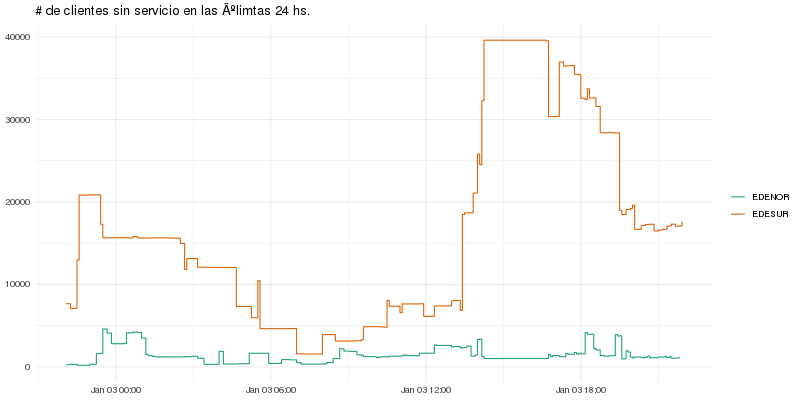 # de clientes sin servicio en las Ãºlimtas 24 hs.
40000
30000
20000
10000
0
Jan 03 00:00
Jan 03 06:00
Jan 03 12:00
Jan 03 18:00
EDENOR
EDESUR